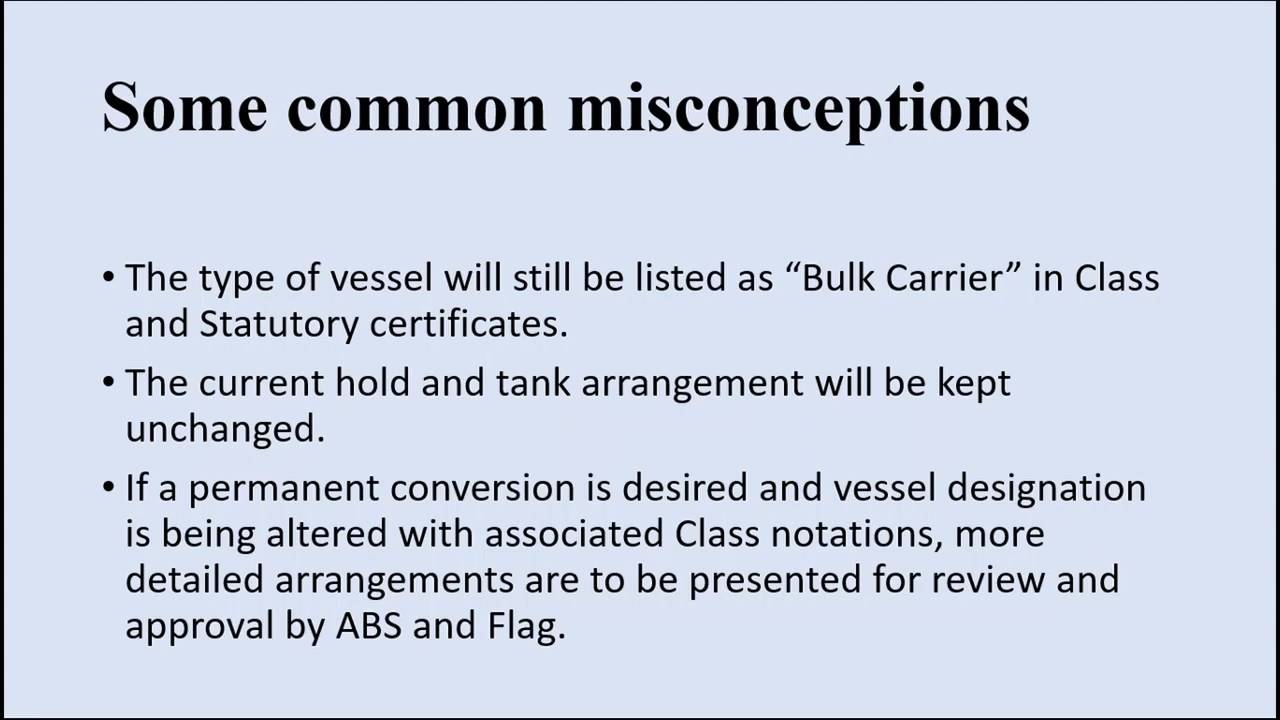 Some common misconceptions
• The type of vessel will still be listed as “Bulk Carrier” in Class
and Statutory certificates.
• The current hold and tank arrangement will be kept
unchanged.
• If a permanent conversion is desired and vessel designation
is being altered with associated Class notations, more
detailed arrangements are to be presented for review and
approval by ABS and Flag.